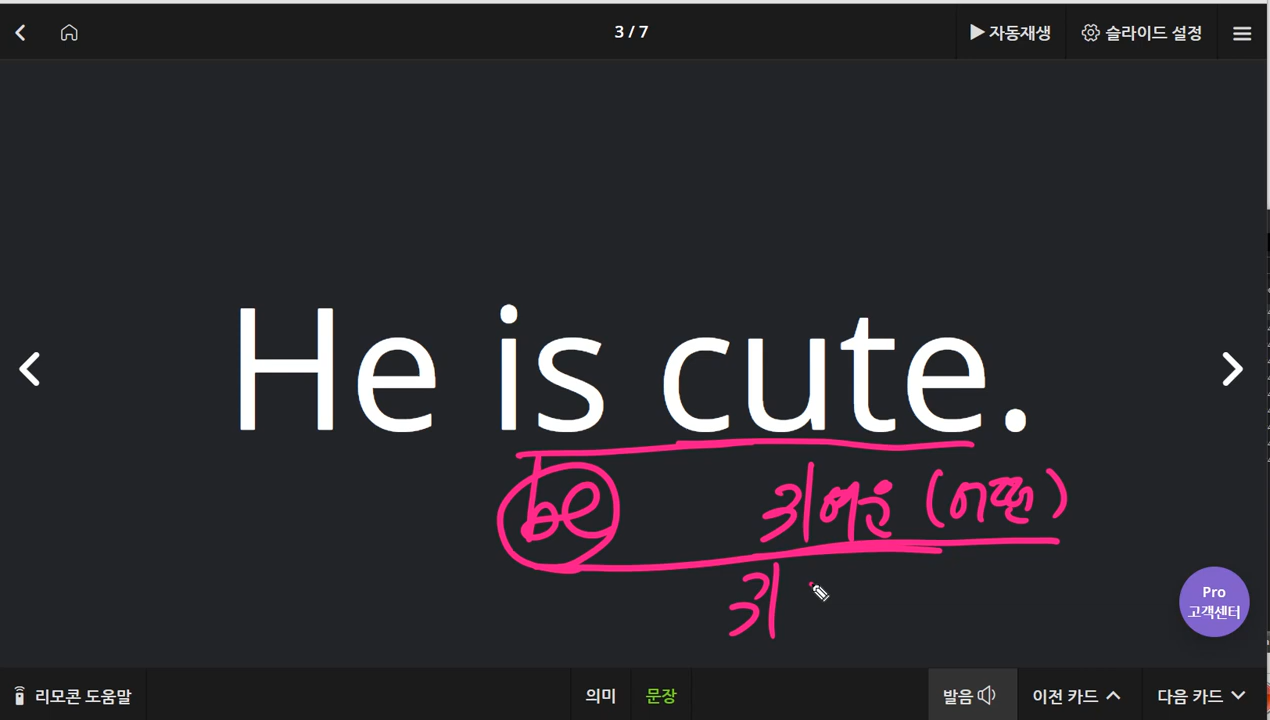 3 / 7
▶ 자동재생
슬라이드 설정
He is cute.
be
귀여운 (어떤)
귀
Pro
고객센터
리모콘 도움말
의미
문장
발음
이전 카드
다음 카드